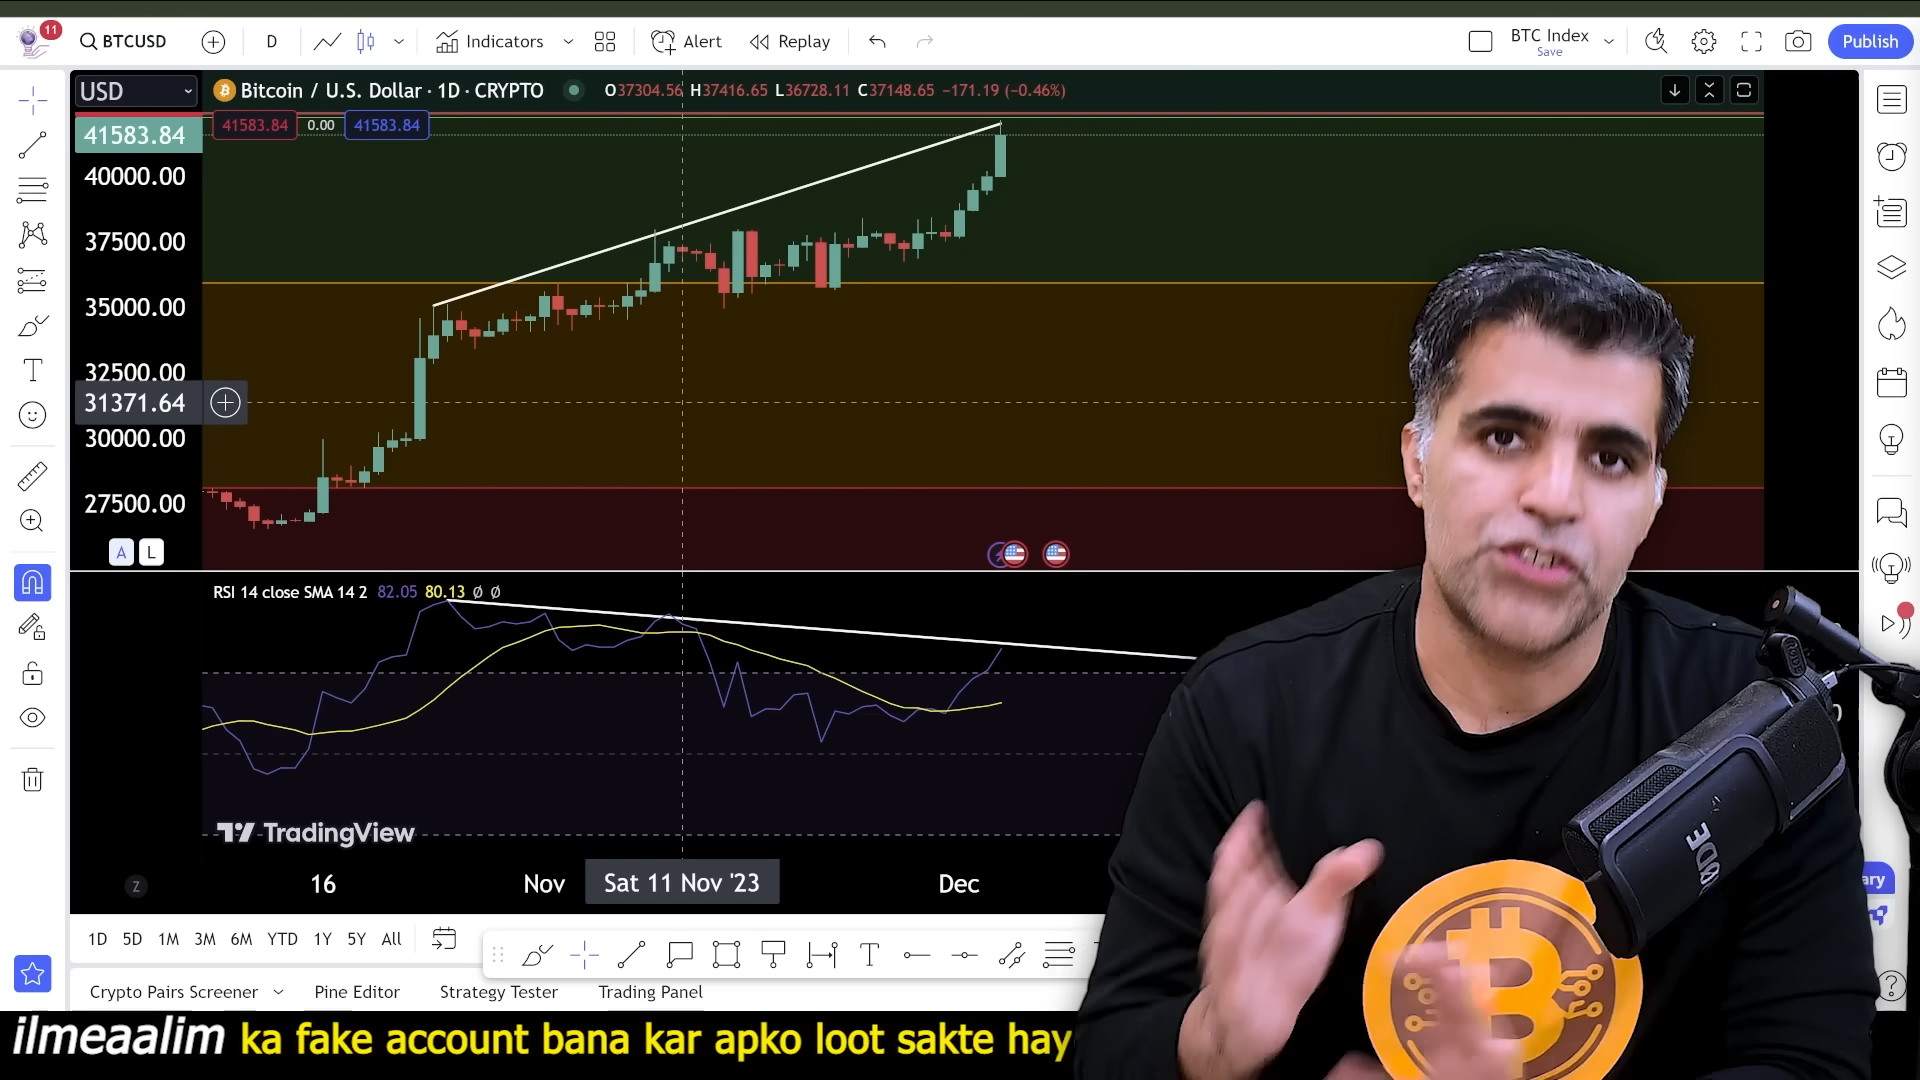 11
BTCUSD
D
Indicators
Alert
Replay
BTC Index
Save
Publish
USD
Bitcoin / U.S. Dollar · 1D · CRYPTO
O37304.56 H37416.65 L36728.11 C37148.65 −171.19 (−0.46%)
41583.84
41583.84 0.00 41583.84
40000.00
37500.00
35000.00
32500.00
31371.64
30000.00
27500.00
A L
RSI 14 close SMA 14 2 82.05 80.13 Ø Ø
TradingView
Z
16 Nov Sat 11 Nov '23 Dec
1D 5D 1M 3M 6M YTD 1Y 5Y All
Crypto Pairs Screener Pine Editor Strategy Tester Trading Panel
RØDE
ilmeaalim ka fake account bana kar apko loot sakte hay